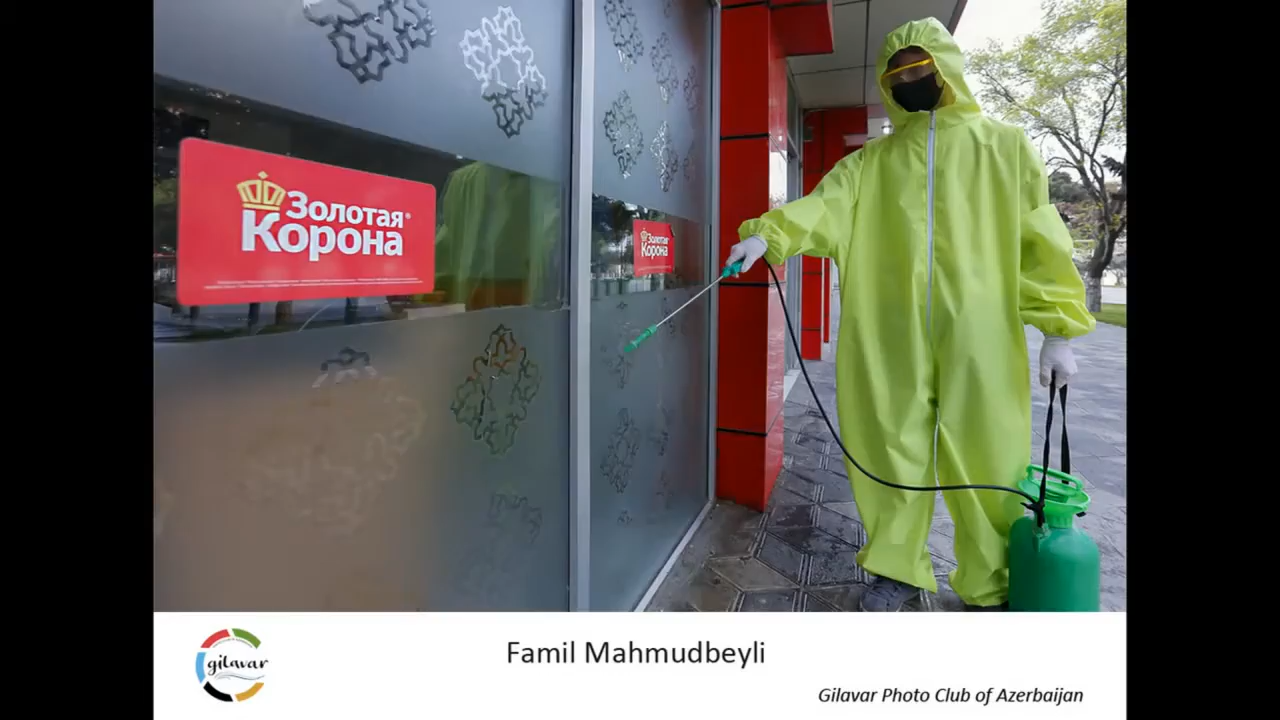 Золотая®
Корона
Золотая
Корона
gilavar
Famil Mahmudbeyli
Gilavar Photo Club of Azerbaijan